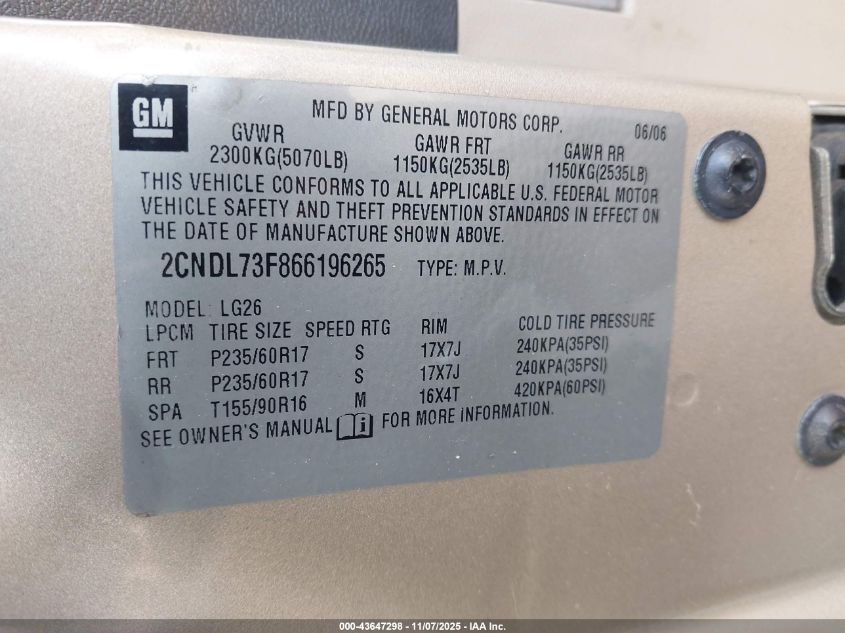 GM
MFD BY GENERAL MOTORS CORP. 06/06
GVWR GAWR FRT GAWR RR
2300KG(5070LB) 1150KG(2535LB) 1150KG(2535LB)
THIS VEHICLE CONFORMS TO ALL APPLICABLE U.S. FEDERAL MOTOR
VEHICLE SAFETY AND THEFT PREVENTION STANDARDS IN EFFECT ON
THE DATE OF MANUFACTURE SHOWN ABOVE.
2CNDL73F866196265 TYPE: M.P.V.
MODEL: LG26
LPCM TIRE SIZE SPEED RTG RIM COLD TIRE PRESSURE
FRT P235/60R17 S 17X7J 240KPA(35PSI)
RR P235/60R17 S 17X7J 240KPA(35PSI)
SPA T155/90R16 M 16X4T 420KPA(60PSI)
SEE OWNER'S MANUAL i FOR MORE INFORMATION.
000-43647298 - 11/07/2025 - IAA Inc.